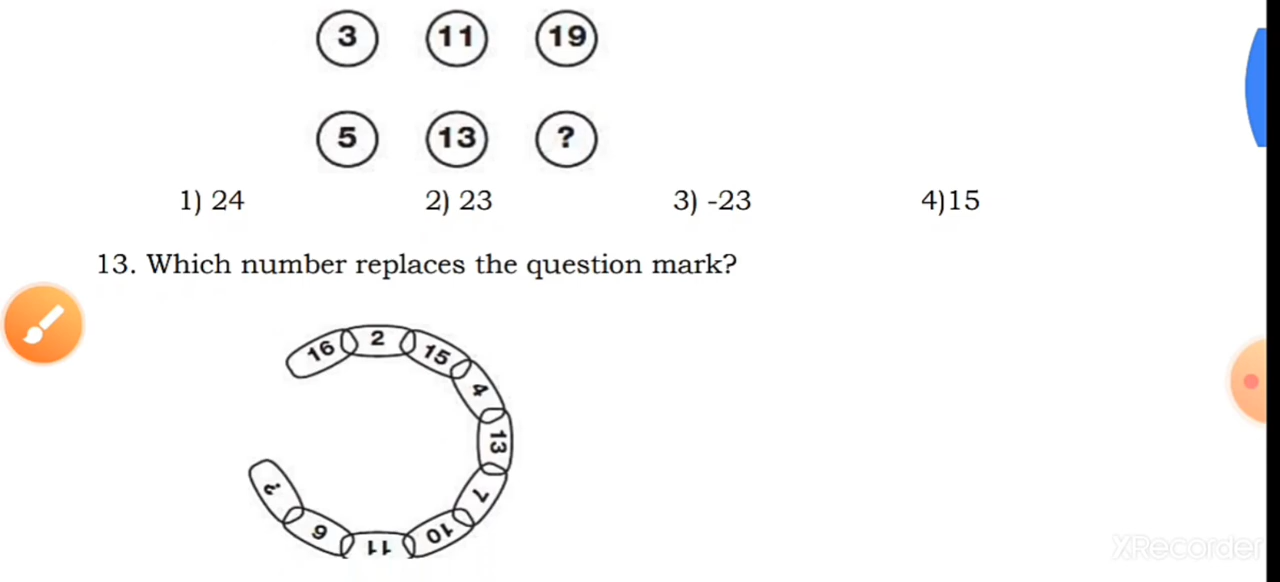 3 11 19
5 13 ?
1) 24 2) 23 3) -23 4)15
13. Which number replaces the question mark?
16 2 15 4 13 7 10 11 6 ?
XRecorder